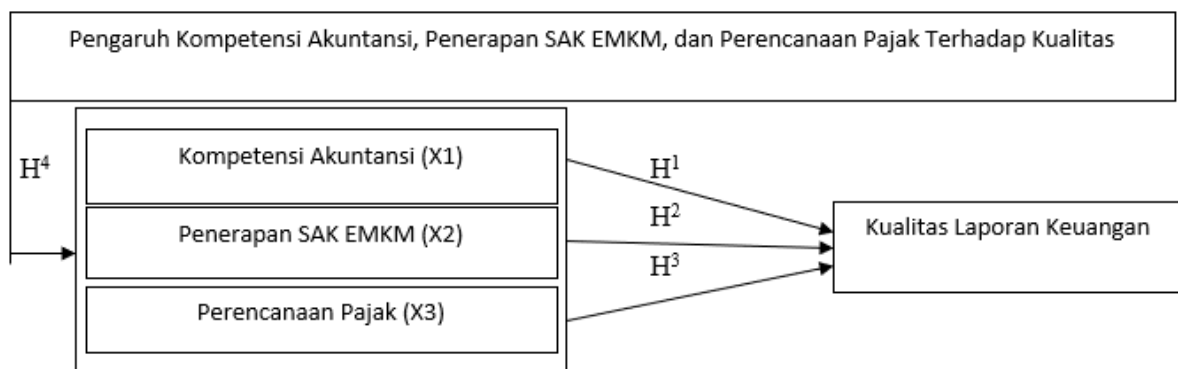 Pengaruh Kompetensi Akuntansi, Penerapan SAK EMKM, dan Perencanaan Pajak Terhadap Kualitas
H⁴
Kompetensi Akuntansi (X1)
H¹
Penerapan SAK EMKM (X2)
H²
Kualitas Laporan Keuangan
H³
Perencanaan Pajak (X3)